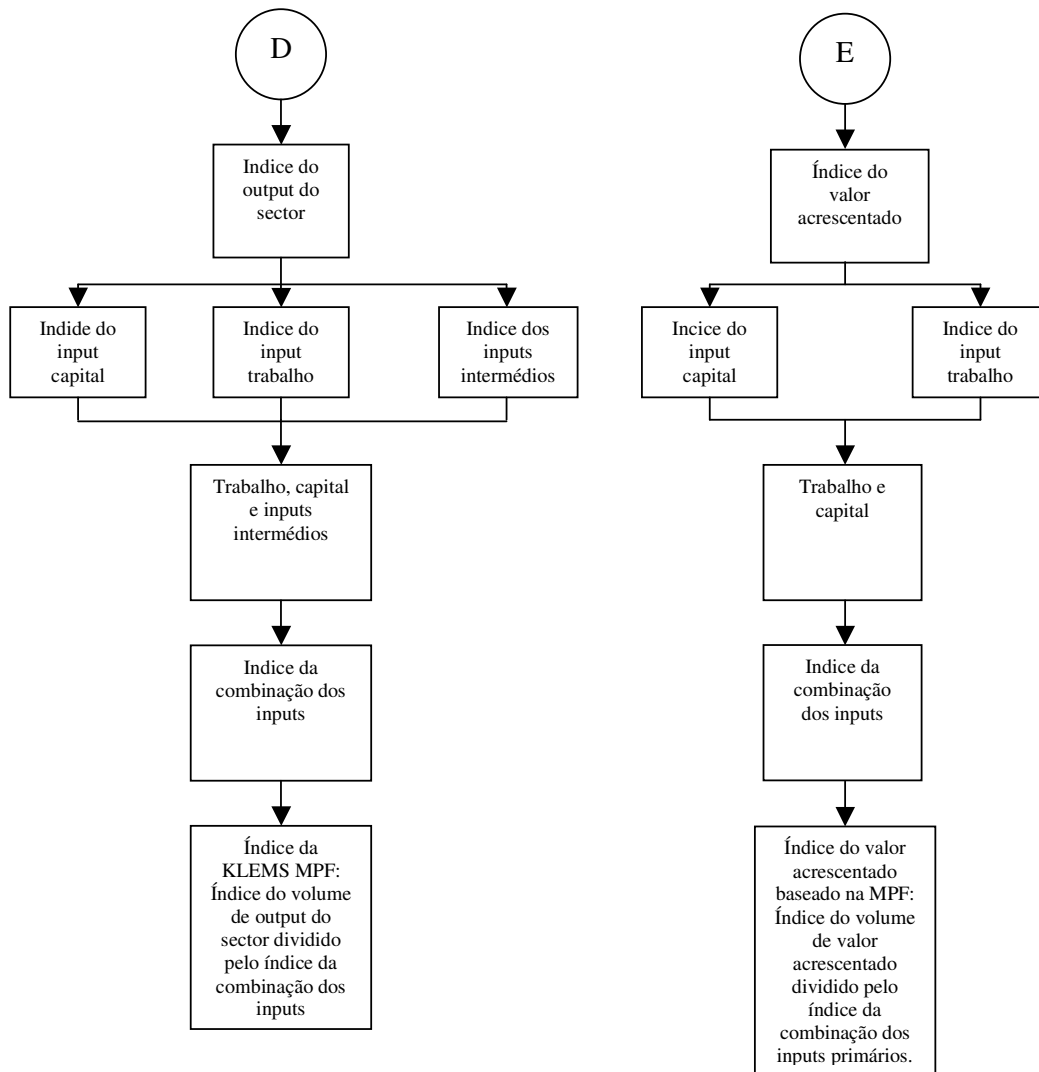 D
Indice do
output do
sector
Indide do
input
capital
Indice do
input
trabalho
Indice dos
inputs
intermédios
Trabalho, capital
e inputs
intermédios
Indice da
combinação dos
inputs
Índice da
KLEMS MPF:
Índice do volume
de output do
sector dividido
pelo índice da
combinação dos
inputs
E
Índice do
valor
acrescentado
Incice do
input
capital
Indice do
input
trabalho
Trabalho e
capital
Indice da
combinação
dos inputs
Índice do valor
acrescentado
baseado na MPF:
Índice do volume
de valor
acrescentado
dividido pelo
índice da
combinação dos
inputs primários.